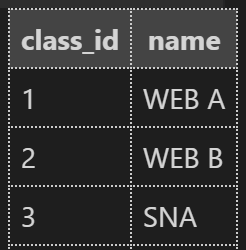 class_id name
1 WEB A
2 WEB B
3 SNA